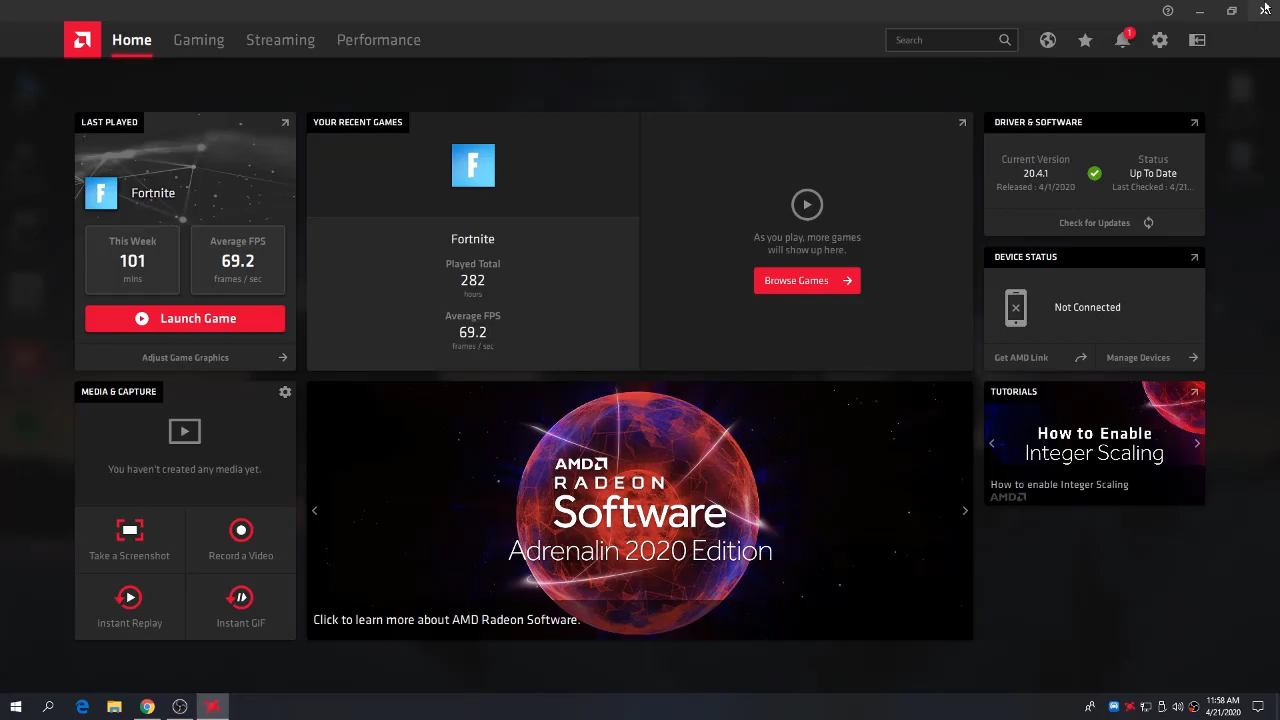 Home
Gaming
Streaming
Performance
Search
1
LAST PLAYED
F
Fortnite
This Week
101
mins
Average FPS
69.2
frames / sec
Launch Game
Adjust Game Graphics
YOUR RECENT GAMES
F
Fortnite
Played Total
282
hours
Average FPS
69.2
frames / sec
As you play, more games
will show up here.
Browse Games
DRIVER & SOFTWARE
Current Version
20.4.1
Released : 4/1/2020
Status
Up To Date
Last Checked : 4/21...
Check for Updates
DEVICE STATUS
Not Connected
Get AMD Link
Manage Devices
MEDIA & CAPTURE
You haven't created any media yet.
Take a Screenshot
Record a Video
Instant Replay
Instant GIF
AMD
RADEON
Software
Adrenalin 2020 Edition
Click to learn more about AMD Radeon Software.
TUTORIALS
How to Enable
Integer Scaling
How to enable Integer Scaling
AMD
11:58 AM
4/21/2020